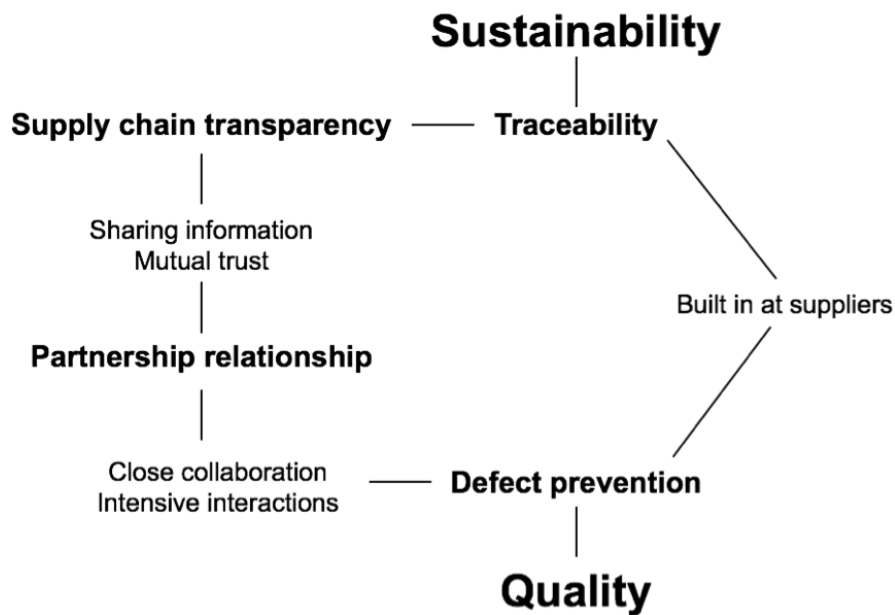 Sustainability
Supply chain transparency
Traceability
Sharing information
Mutual trust
Built in at suppliers
Partnership relationship
Close collaboration
Intensive interactions
Defect prevention
Quality